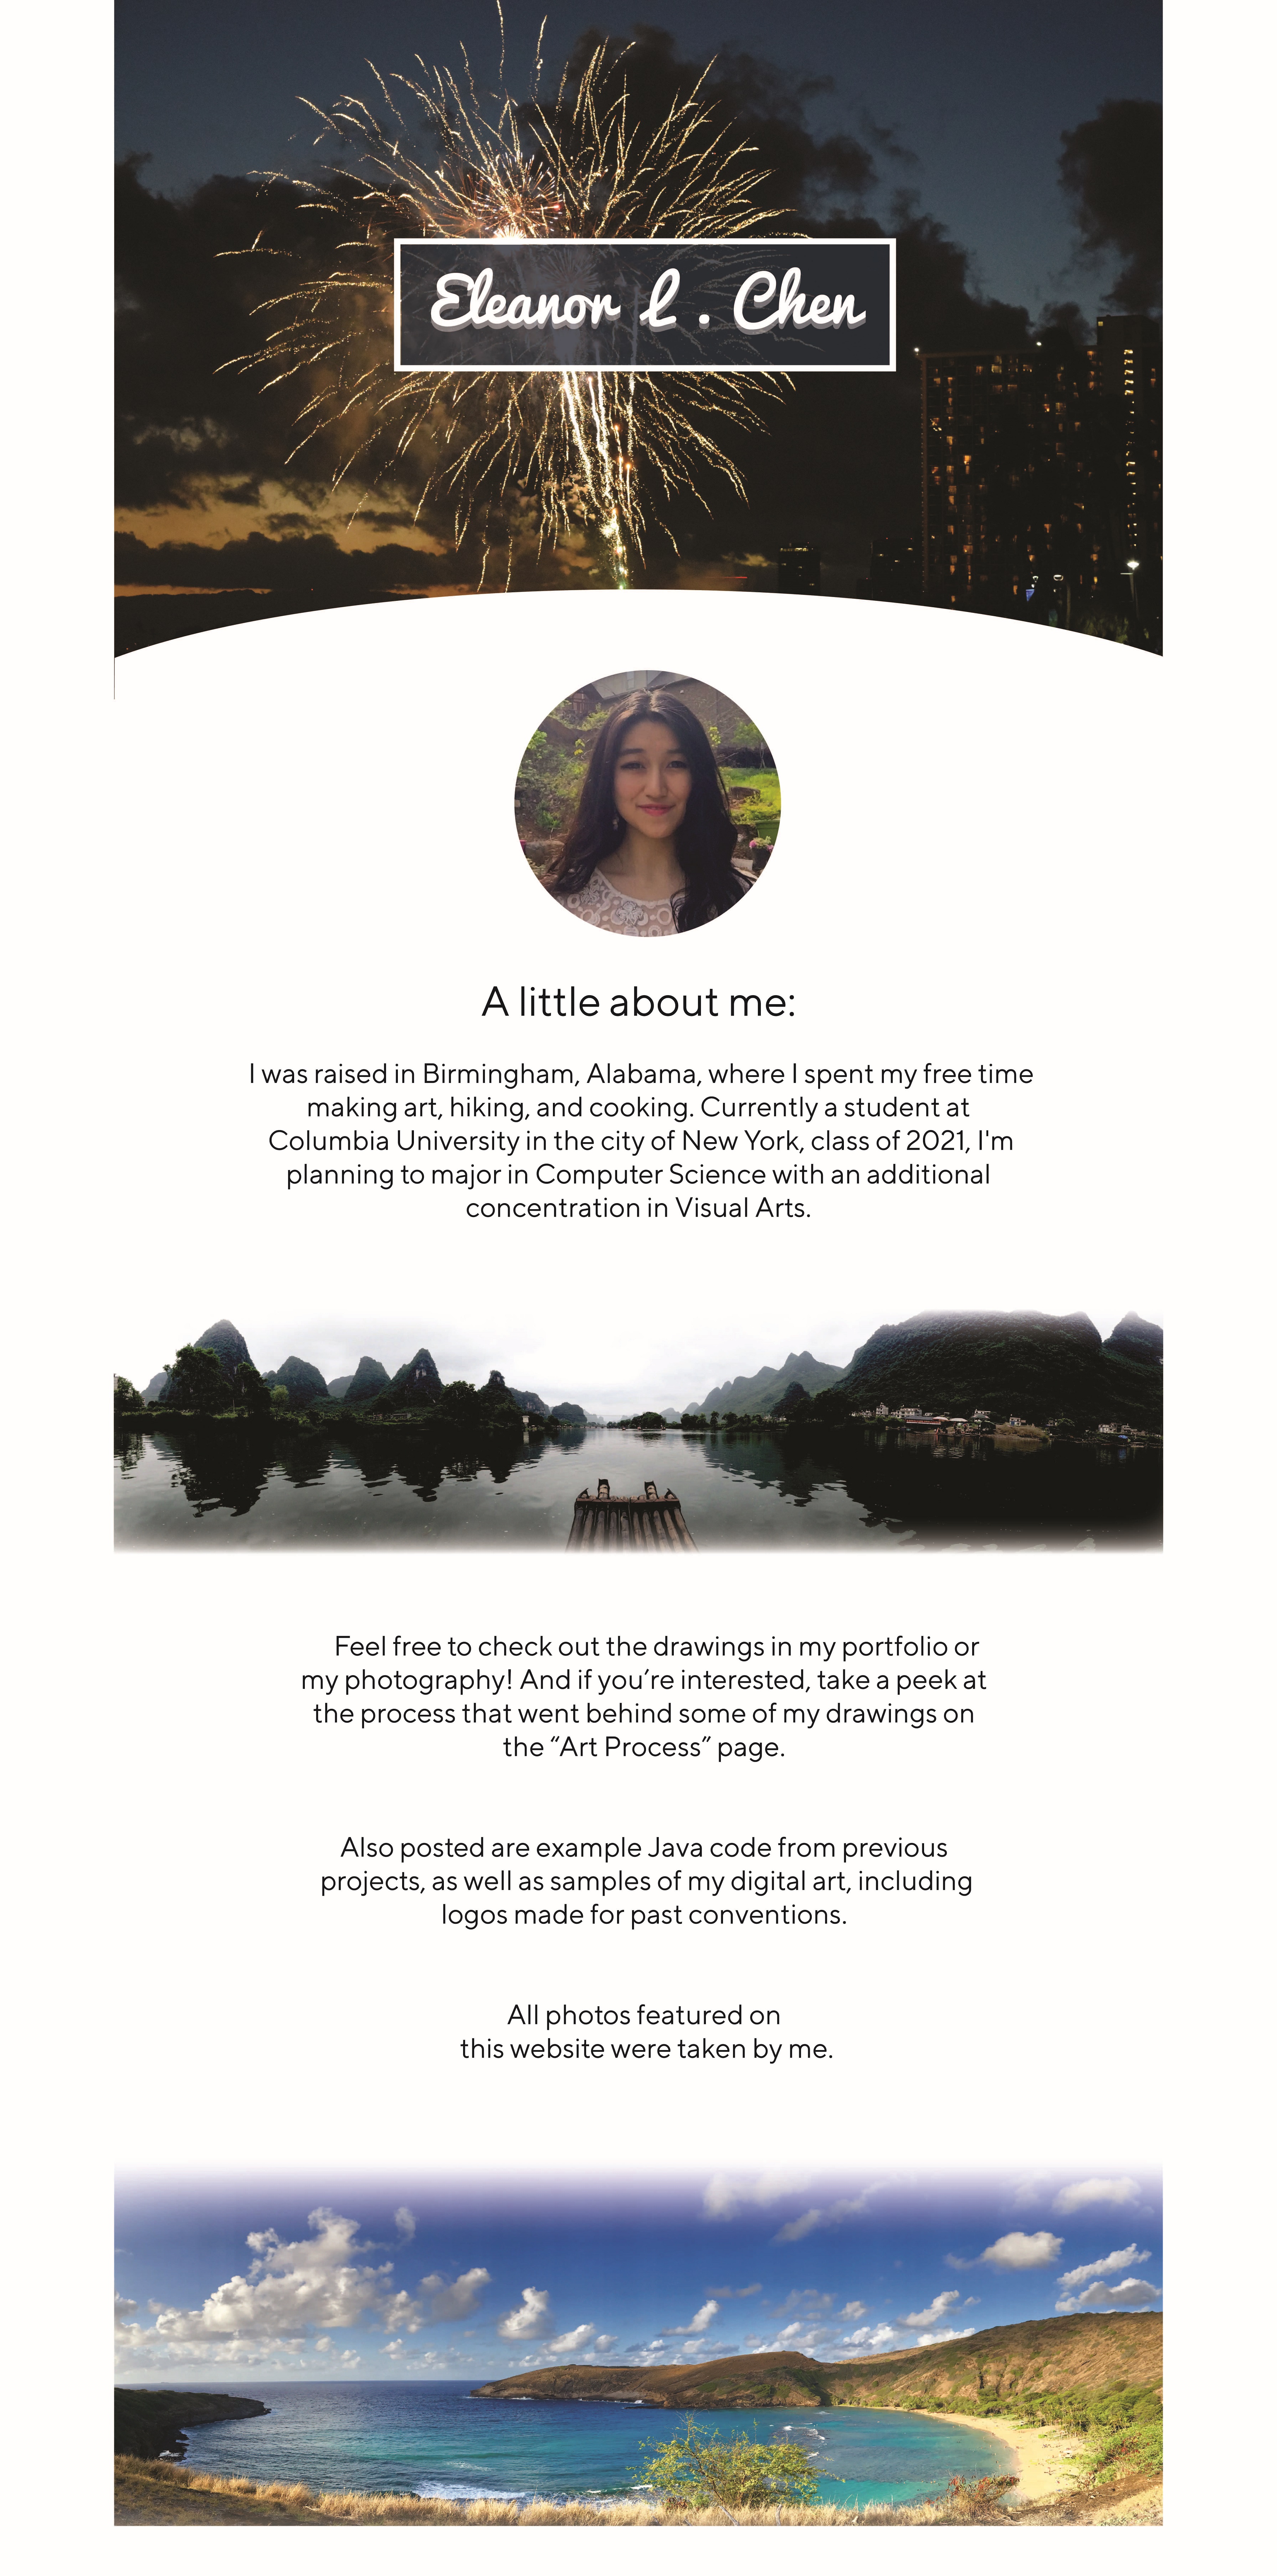 Eleanor L . Chen
A little about me:
I was raised in Birmingham, Alabama, where I spent my free time
making art, hiking, and cooking. Currently a student at
Columbia University in the city of New York, class of 2021, I'm
planning to major in Computer Science with an additional
concentration in Visual Arts.
Feel free to check out the drawings in my portfolio or
my photography! And if you’re interested, take a peek at
the process that went behind some of my drawings on
the “Art Process” page.
Also posted are example Java code from previous
projects, as well as samples of my digital art, including
logos made for past conventions.
All photos featured on
this website were taken by me.